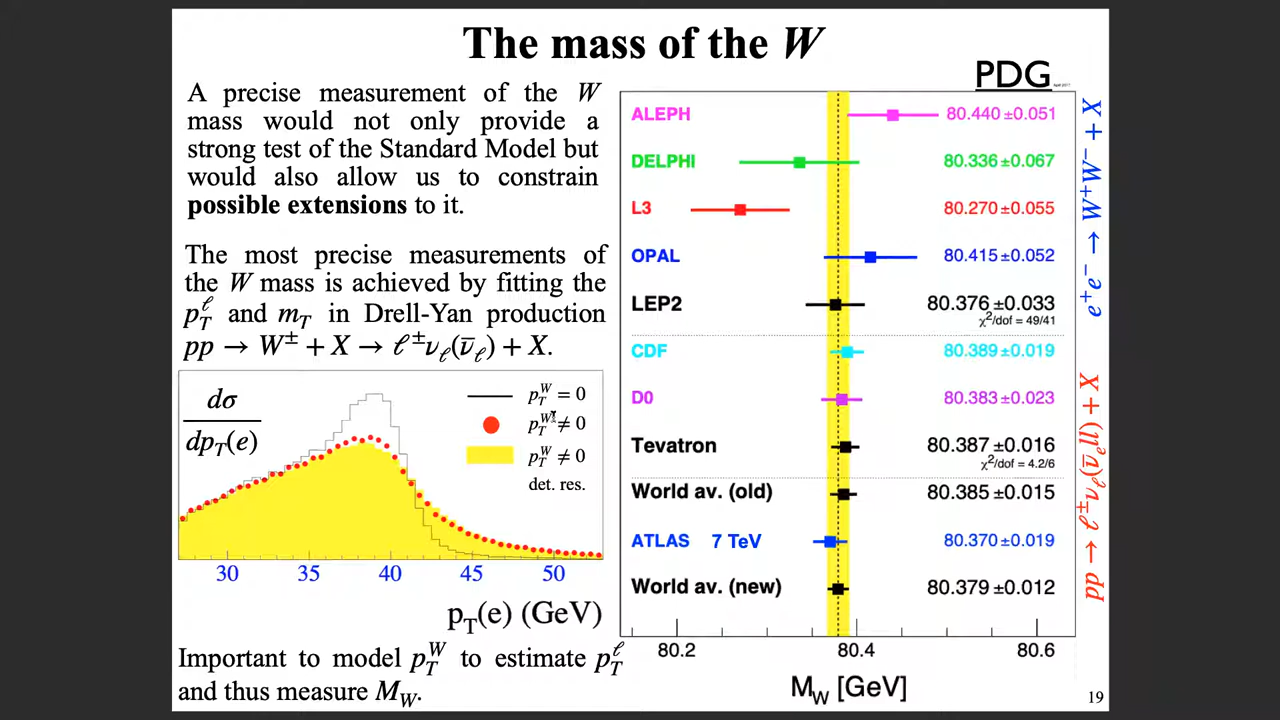 The mass of the W
A precise measurement of the W
mass would not only provide a
strong test of the Standard Model but
would also allow us to constrain
possible extensions to it.
The most precise measurements of
the W mass is achieved by fitting the
p_T^ℓ and m_T in Drell-Yan production
pp → W± + X → ℓ±ν_ℓ(ν̄_ℓ) + X.
dσ
dp_T(e)
p_T^W = 0
p_T^W ≠ 0
p_T^W ≠ 0
det. res.
30 35 40 45 50
p_T(e) (GeV)
Important to model p_T^W to estimate p_T^ℓ
and thus measure M_W.
PDG
ALEPH 80.440 ±0.051
DELPHI 80.336 ±0.067
L3 80.270 ±0.055
OPAL 80.415 ±0.052
LEP2 80.376 ±0.033
χ²/dof = 49/41
CDF 80.389 ±0.019
D0 80.383 ±0.023
Tevatron 80.387 ±0.016
χ²/dof = 4.2/6
World av. (old) 80.385 ±0.015
ATLAS 7 TeV 80.370 ±0.019
World av. (new) 80.379 ±0.012
80.2 80.4 80.6
M_W [GeV]
e⁺e⁻ → W⁺W⁻ + X
pp → ℓ±ν_ℓ(ν̄_ℓ) + X
19